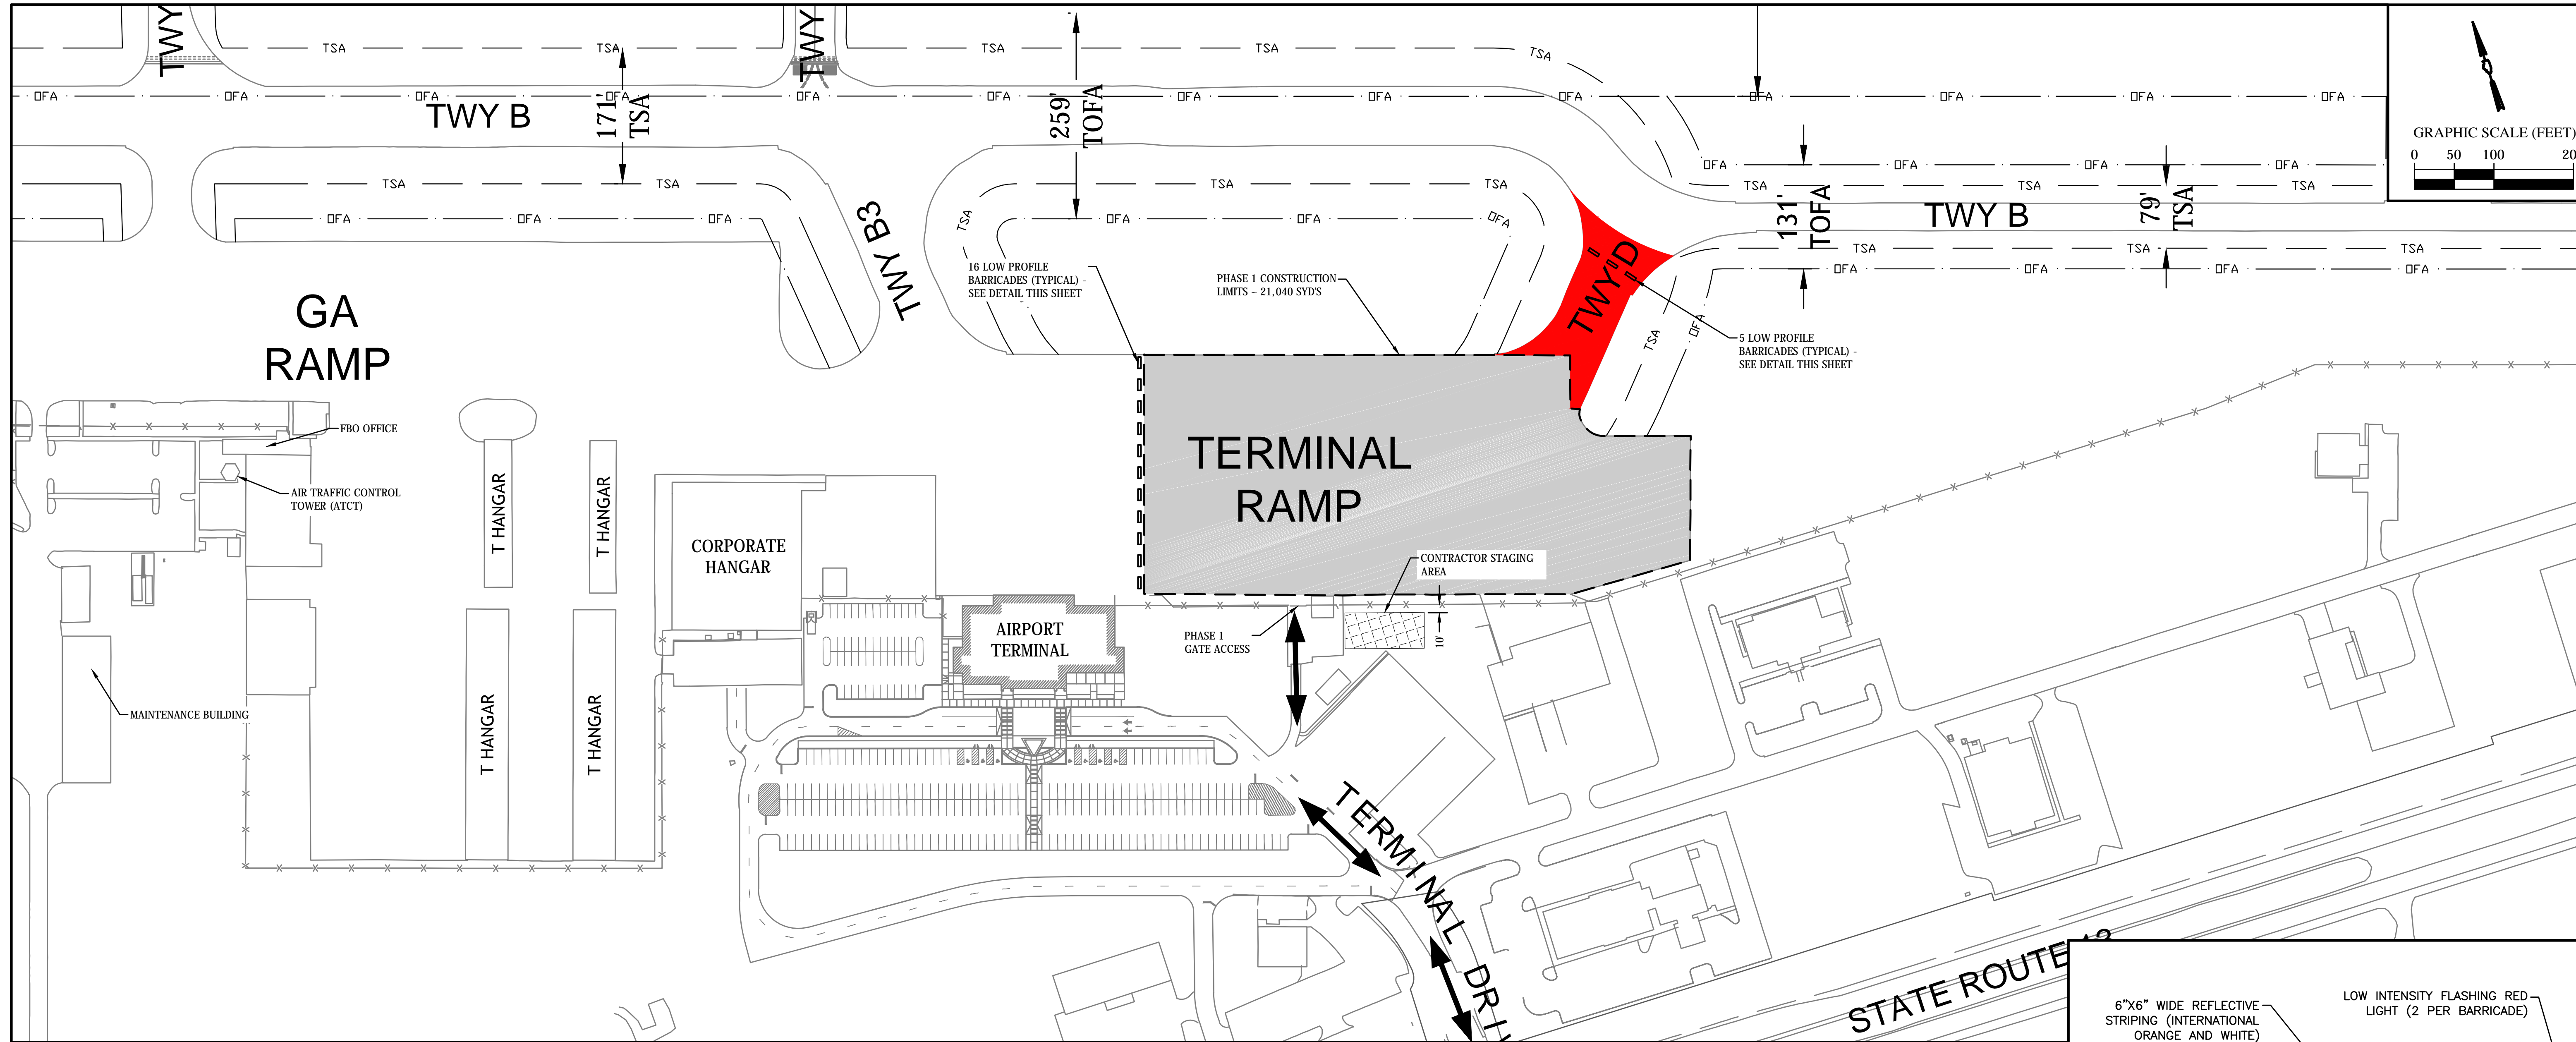 TWY
TWY
TSA
TSA
TSA
TSA
TSA
OFA
OFA
OFA
OFA
OFA
OFA
OFA
OFA
OFA
OFA
OFA
OFA
OFA
TWY B
171'
TSA
259'
TOFA
GRAPHIC SCALE (FEET)
0 50 100 20
OFA
OFA
OFA
OFA
TSA
TSA
TSA
TSA
TSA
TSA
TSA
TSA
TSA
OFA
OFA
OFA
OFA
OFA
OFA
OFA
TWY B3
131'
TOFA
TWY B
79'
TSA
TSA
TSA
TSA
OFA
OFA
OFA
OFA
TWY D
TSA
OFA
16 LOW PROFILE
BARRICADES (TYPICAL) -
SEE DETAIL THIS SHEET
PHASE 1 CONSTRUCTION
LIMITS ~ 21,040 SYD'S
5 LOW PROFILE
BARRICADES (TYPICAL) -
SEE DETAIL THIS SHEET
GA
RAMP
FBO OFFICE
AIR TRAFFIC CONTROL
TOWER (ATCT)
T HANGAR
T HANGAR
TERMINAL
RAMP
CORPORATE
HANGAR
CONTRACTOR STAGING
AREA
AIRPORT
TERMINAL
PHASE 1
GATE ACCESS
10'
MAINTENANCE BUILDING
T HANGAR
T HANGAR
TERMINAL DRIV
STATE ROUTE
6"X6" WIDE REFLECTIVE
STRIPING (INTERNATIONAL
ORANGE AND WHITE)
LOW INTENSITY FLASHING RED
LIGHT (2 PER BARRICADE)